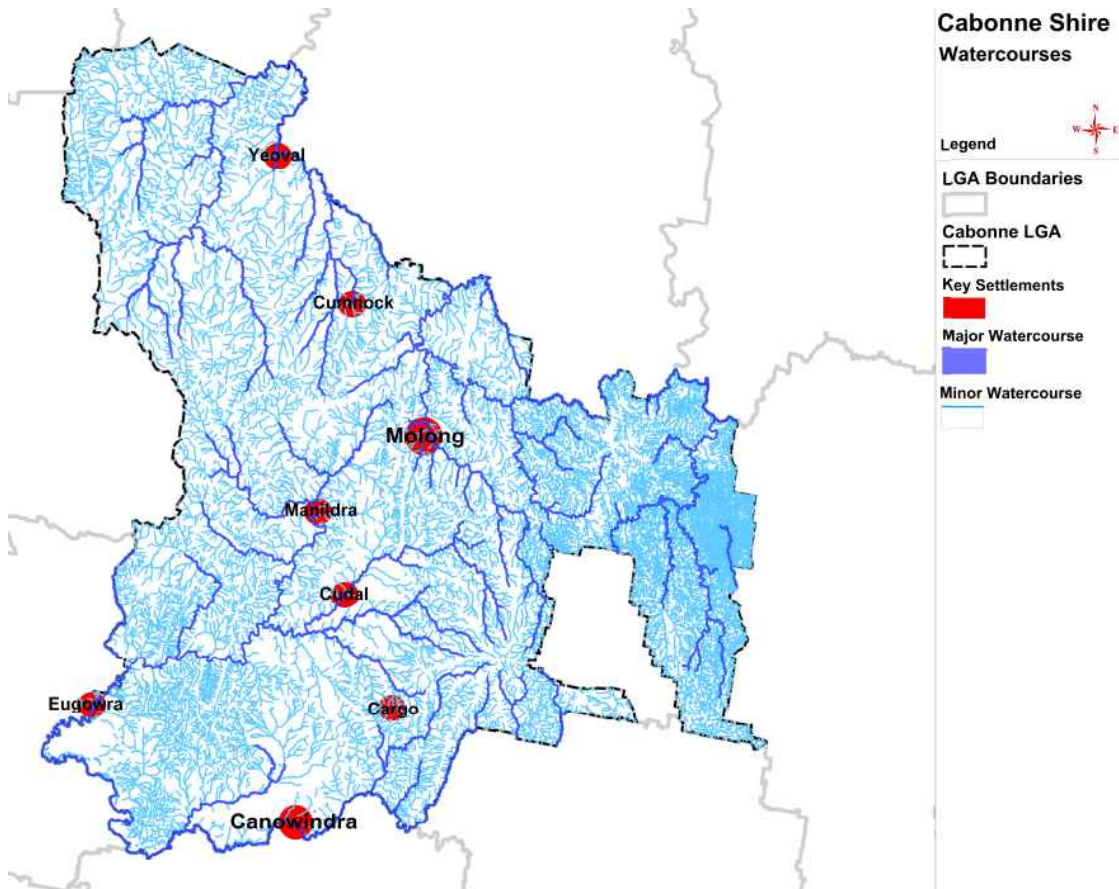 Cabonne Shire
Watercourses
N
W E
S
Legend
LGA Boundaries
Cabonne LGA
Key Settlements
Major Watercourse
Minor Watercourse
Yeoval
Cumnock
Molong
Manildra
Cudal
Eugowra
Cargo
Canowindra